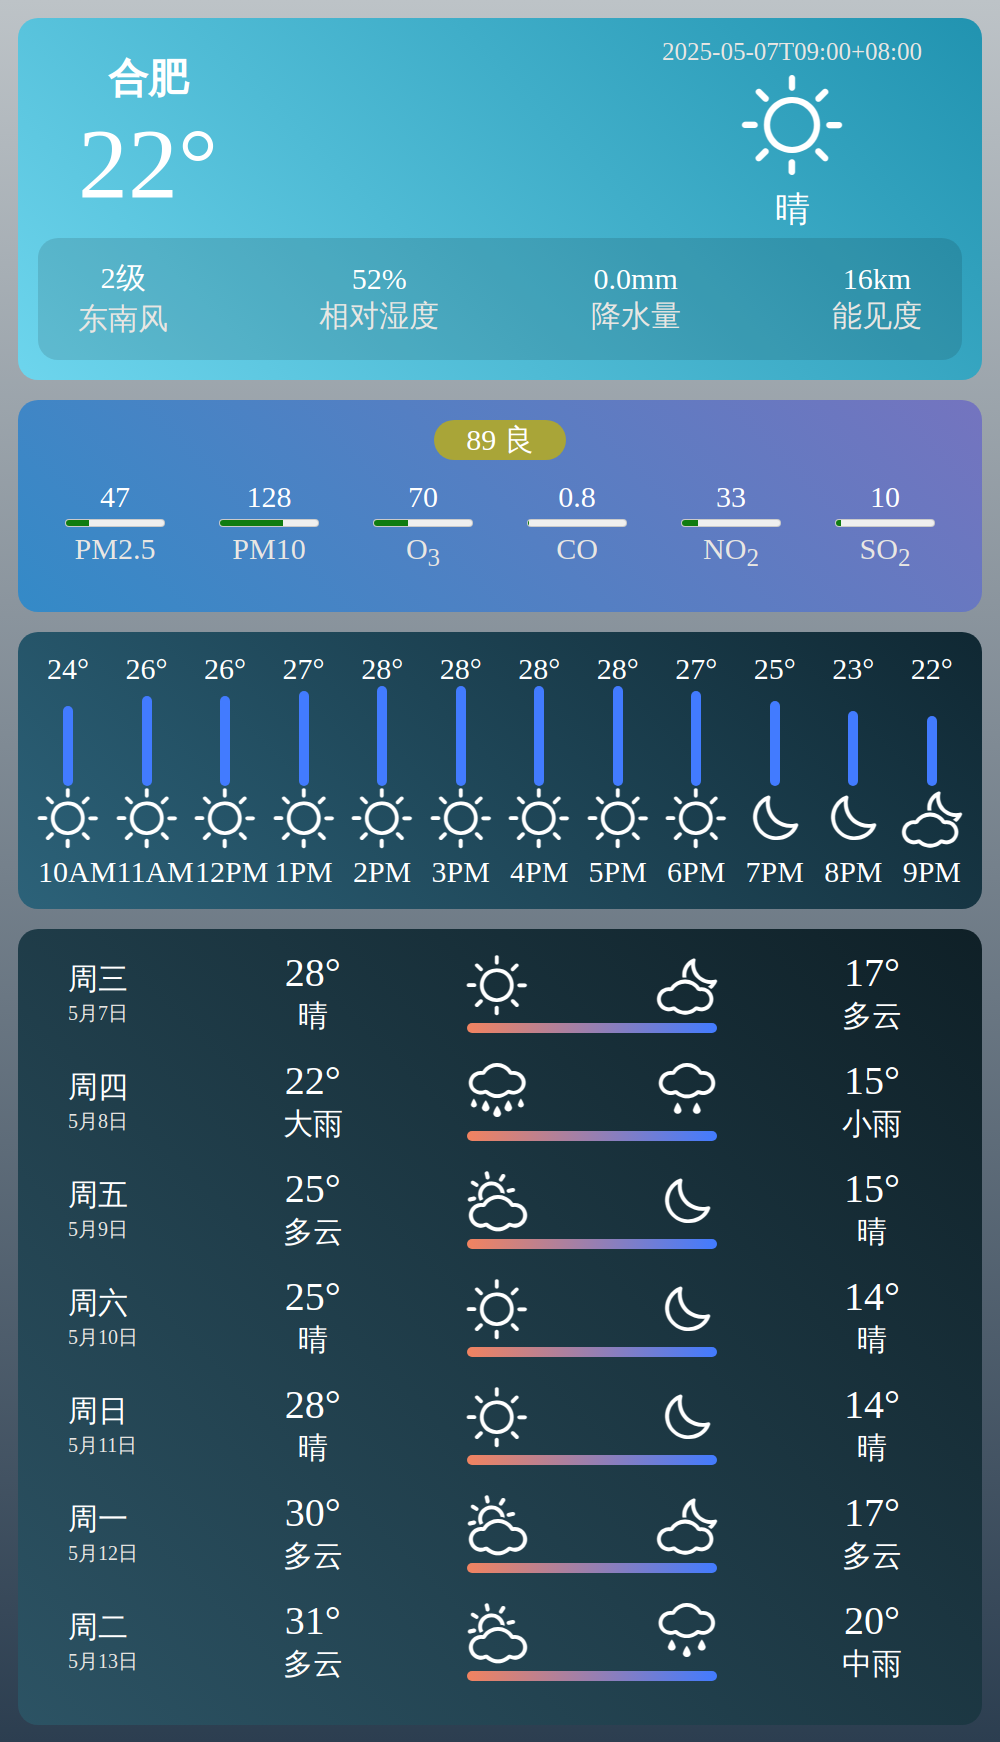 合肥
22°
2025-05-07T09:00+08:00
晴
2级 52% 0.0mm 16km
东南风 相对湿度 降水量 能见度
89 良
47 128 70 0.8 33 10
PM2.5 PM10 O3 CO NO2 SO2
24° 26° 26° 27° 28° 28° 28° 28° 27° 25° 23° 22°
10AM 11AM 12PM 1PM 2PM 3PM 4PM 5PM 6PM 7PM 8PM 9PM
周三 28° 17°
5月7日 晴 多云
周四 22° 15°
5月8日 大雨 小雨
周五 25° 15°
5月9日 多云 晴
周六 25° 14°
5月10日 晴 晴
周日 28° 14°
5月11日 晴 晴
周一 30° 17°
5月12日 多云 多云
周二 31° 20°
5月13日 多云 中雨